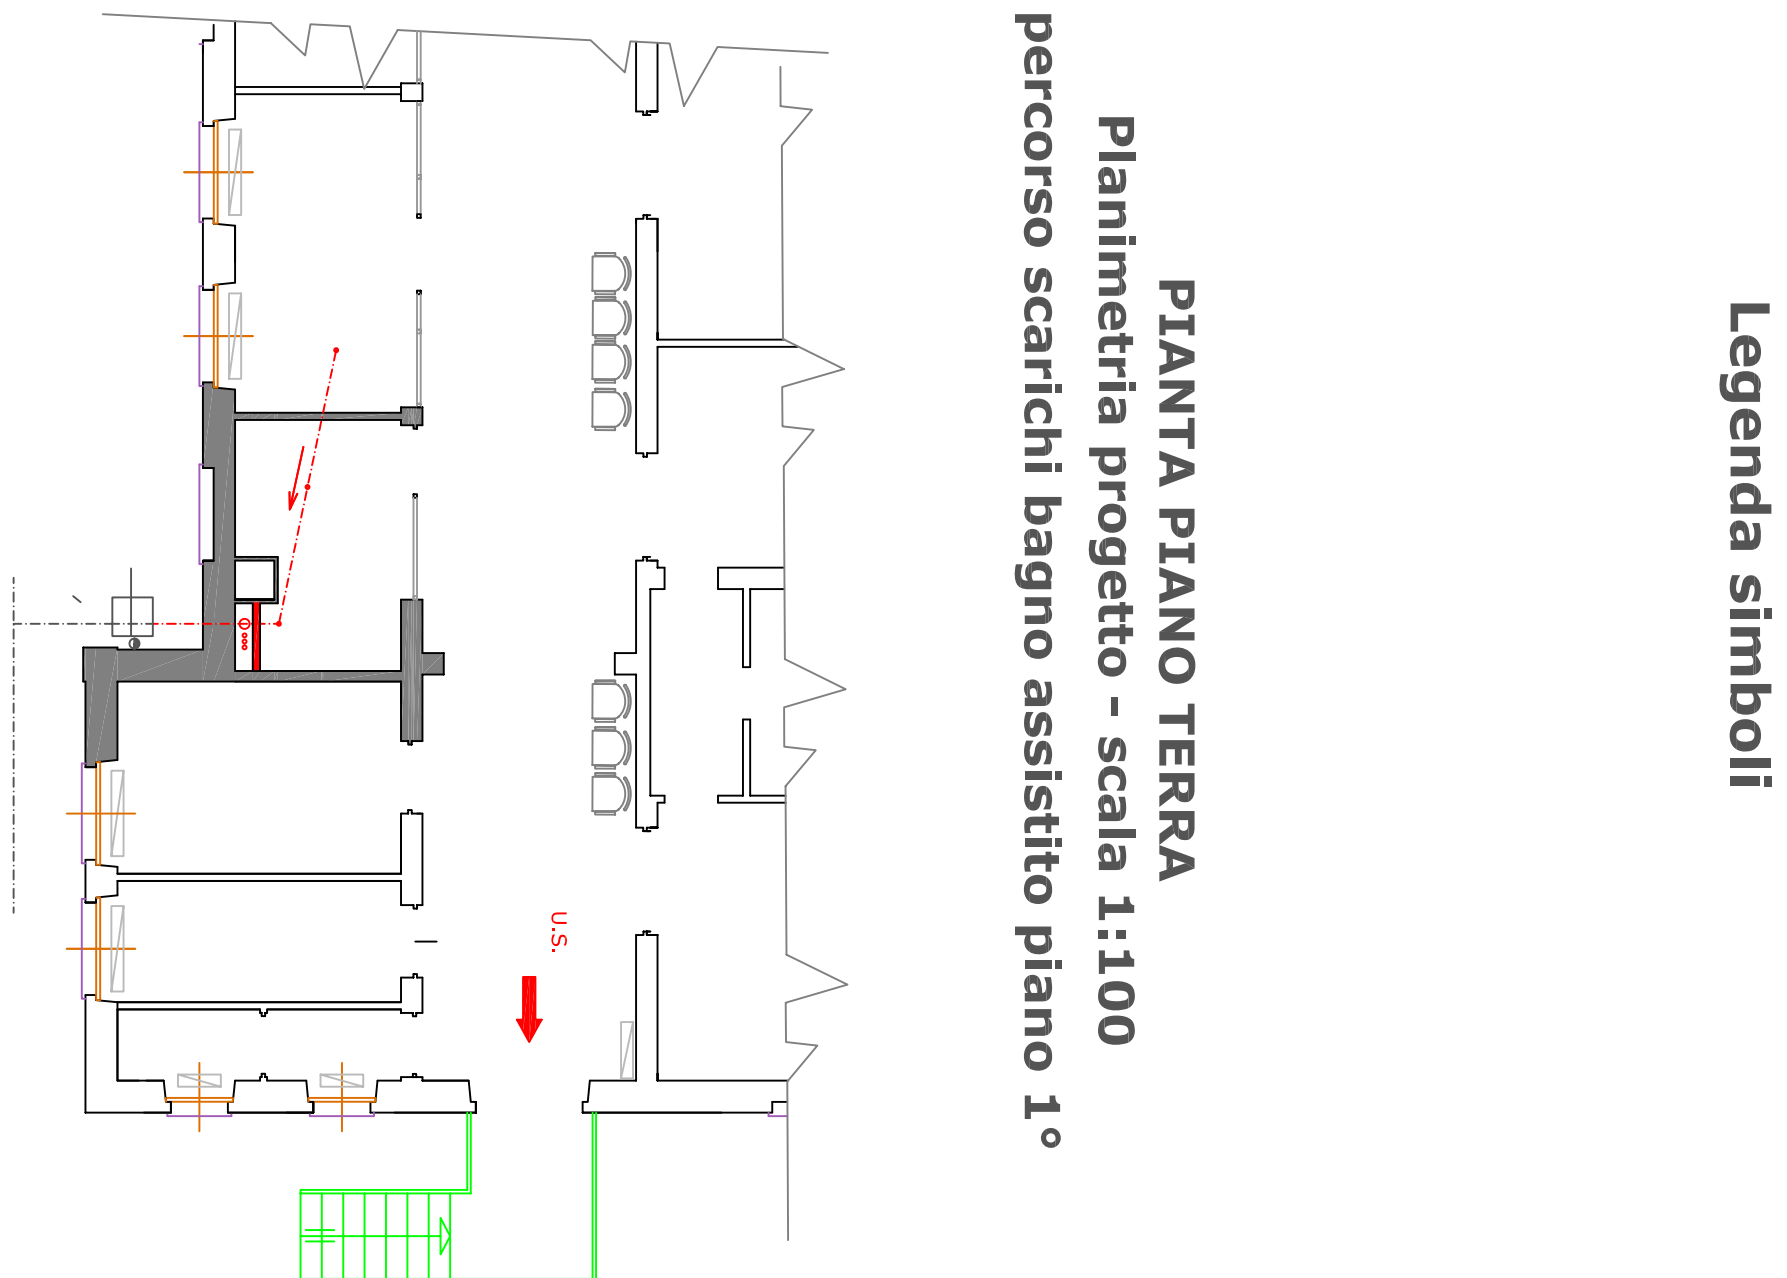 Legenda simboli
PIANTA PIANO TERRA
Planimetria progetto - scala 1:100
percorso scarichi bagno assistito piano 1°
U.S.